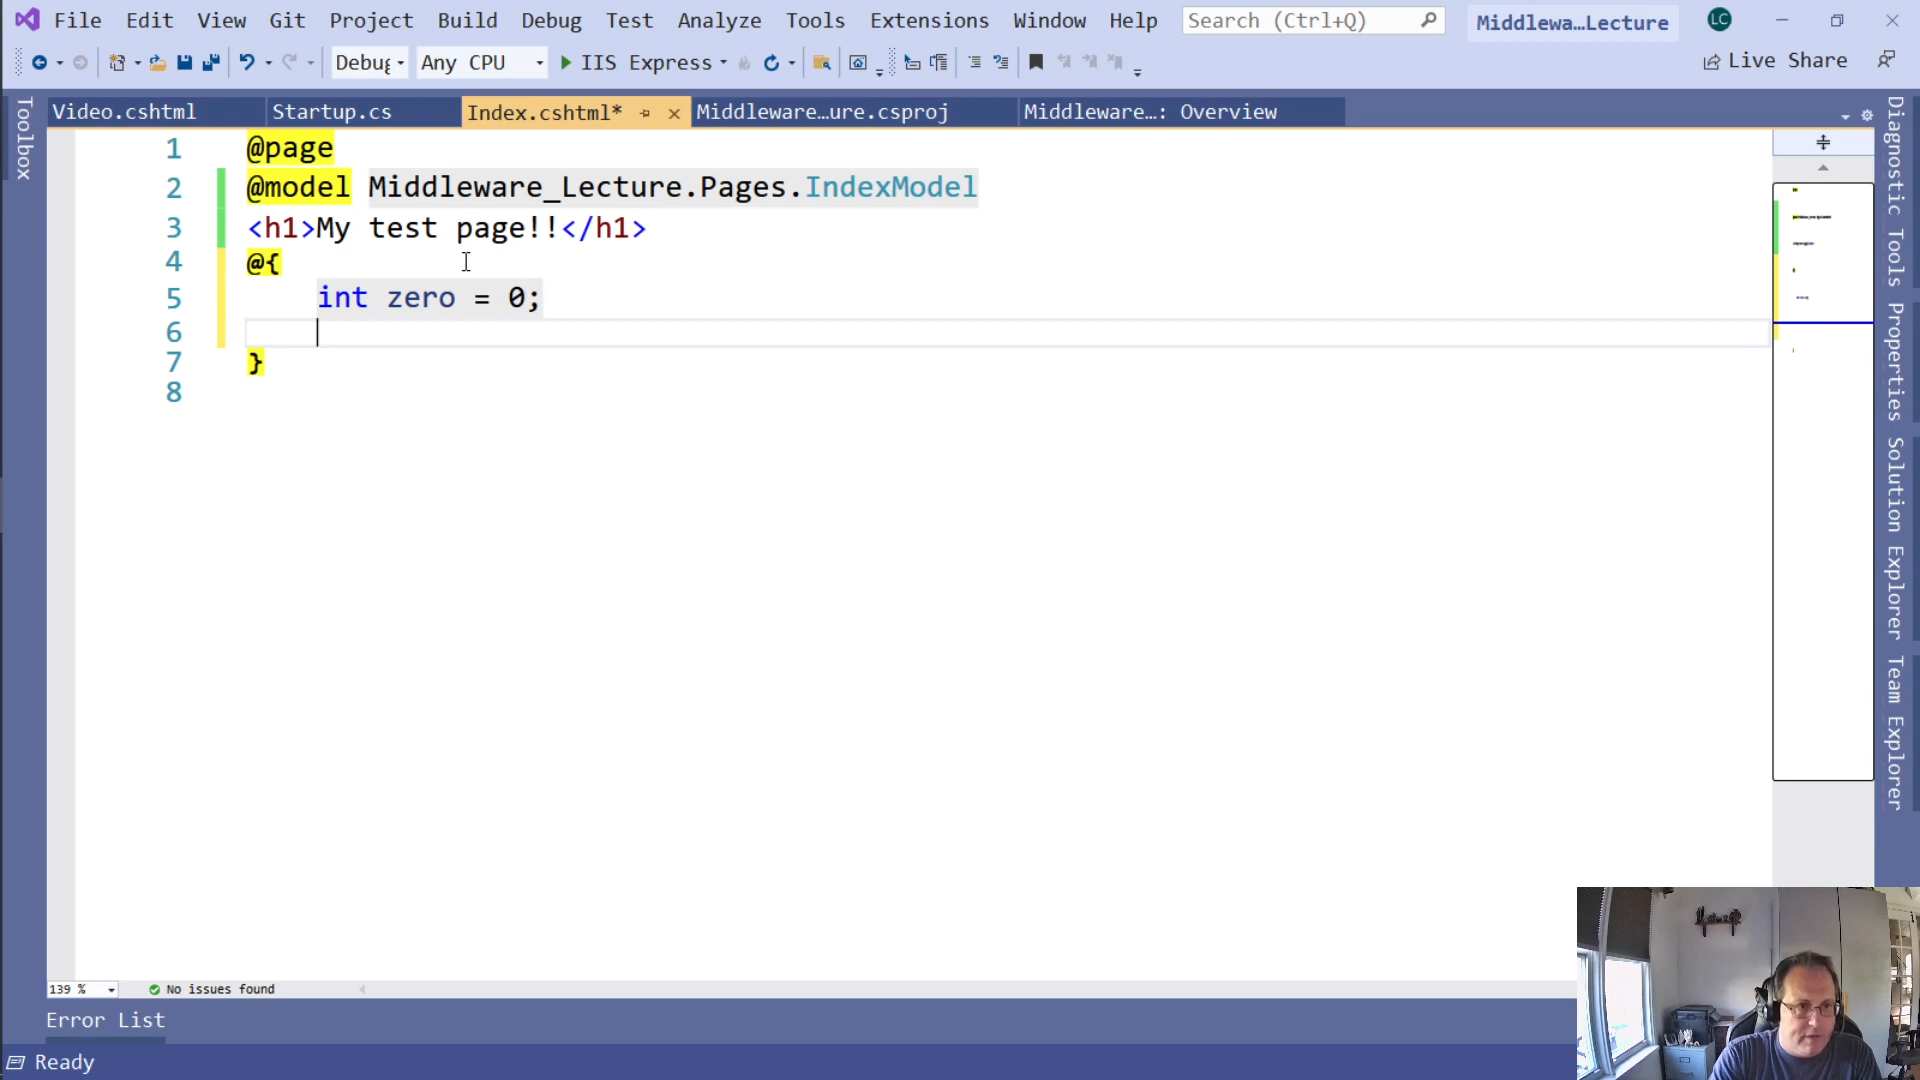 File Edit View Git Project Build Debug Test Analyze Tools Extensions Window Help Search (Ctrl+Q) Middlewa…Lecture LC
Debug Any CPU IIS Express Live Share
Toolbox
Video.cshtml Startup.cs Index.cshtml* Middleware…ure.csproj Middleware…: Overview
1 @page
2 @model Middleware_Lecture.Pages.IndexModel
3 <h1>My test page!!</h1>
4 @{
5 int zero = 0;
6
7 }
8
Diagnostic Tools
Properties
Solution Explorer
Team Explorer
139 % No issues found
Error List
Ready